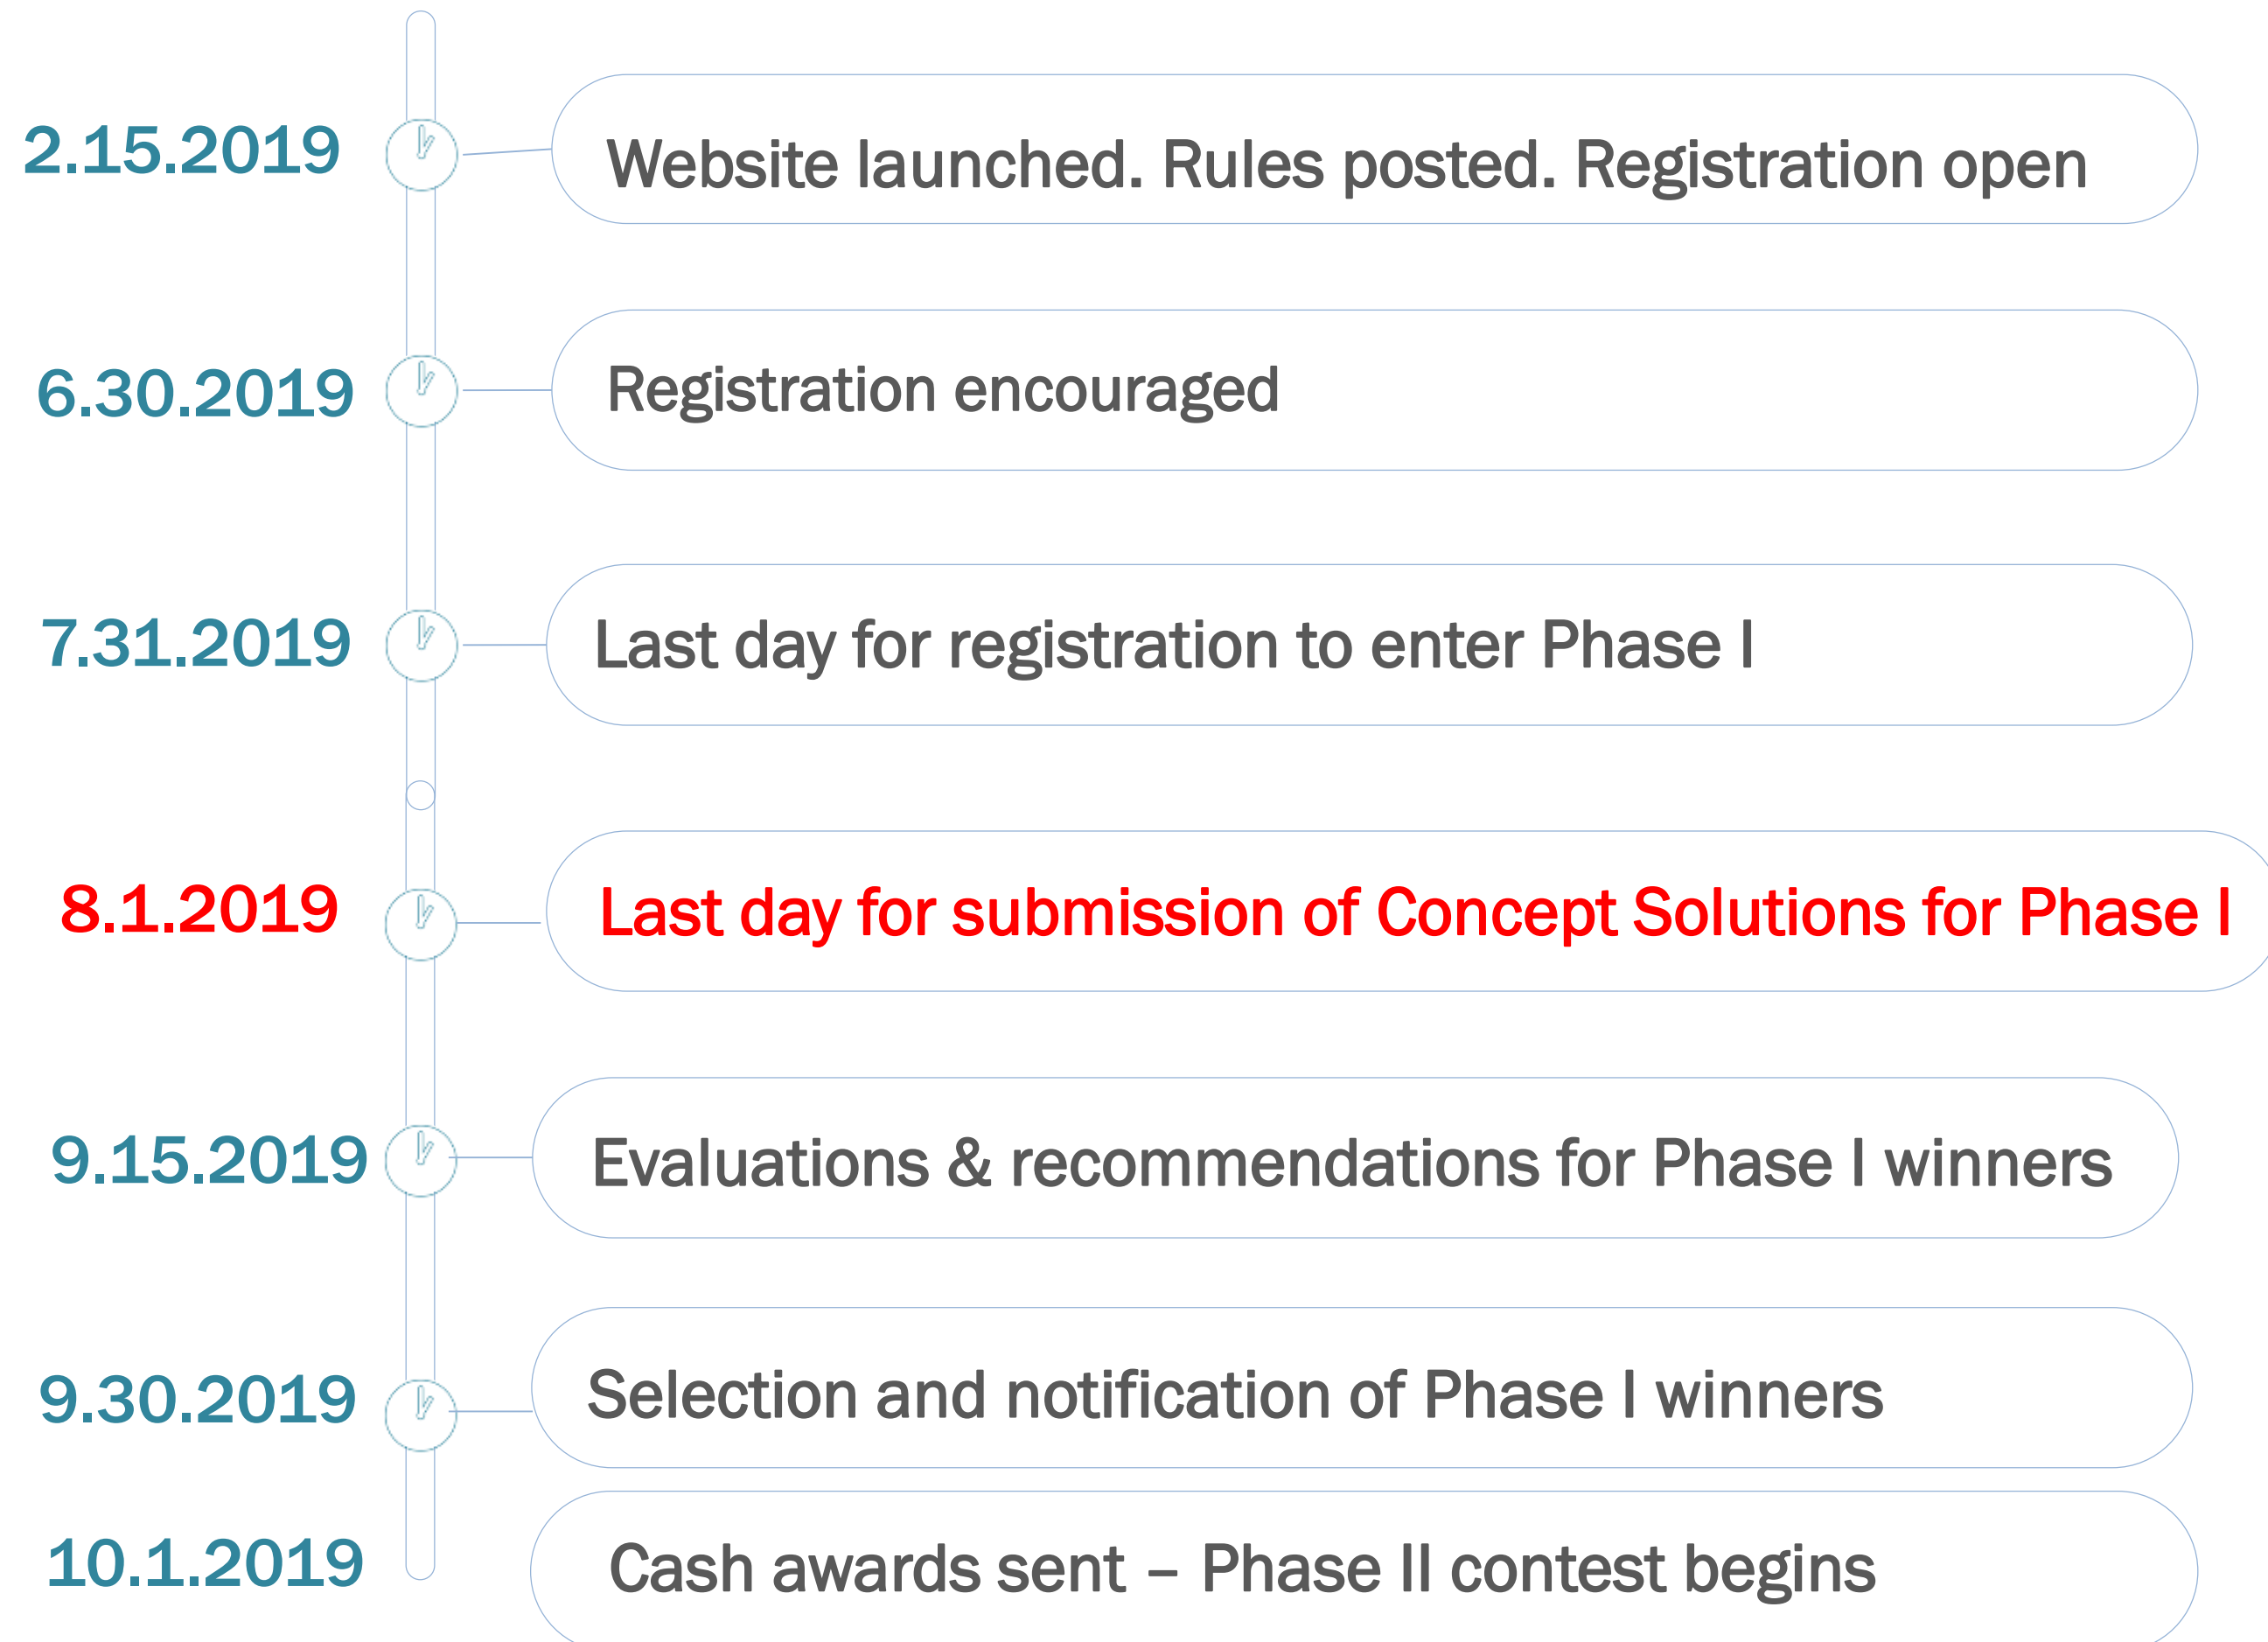 2.15.2019 Website launched. Rules posted. Registration open
6.30.2019 Registration encouraged
7.31.2019 Last day for registration to enter Phase I
8.1.2019 Last day for submission of Concept Solutions for Phase I
9.15.2019 Evaluations & recommendations for Phase I winners
9.30.2019 Selection and notification of Phase I winners
10.1.2019 Cash awards sent – Phase II contest begins